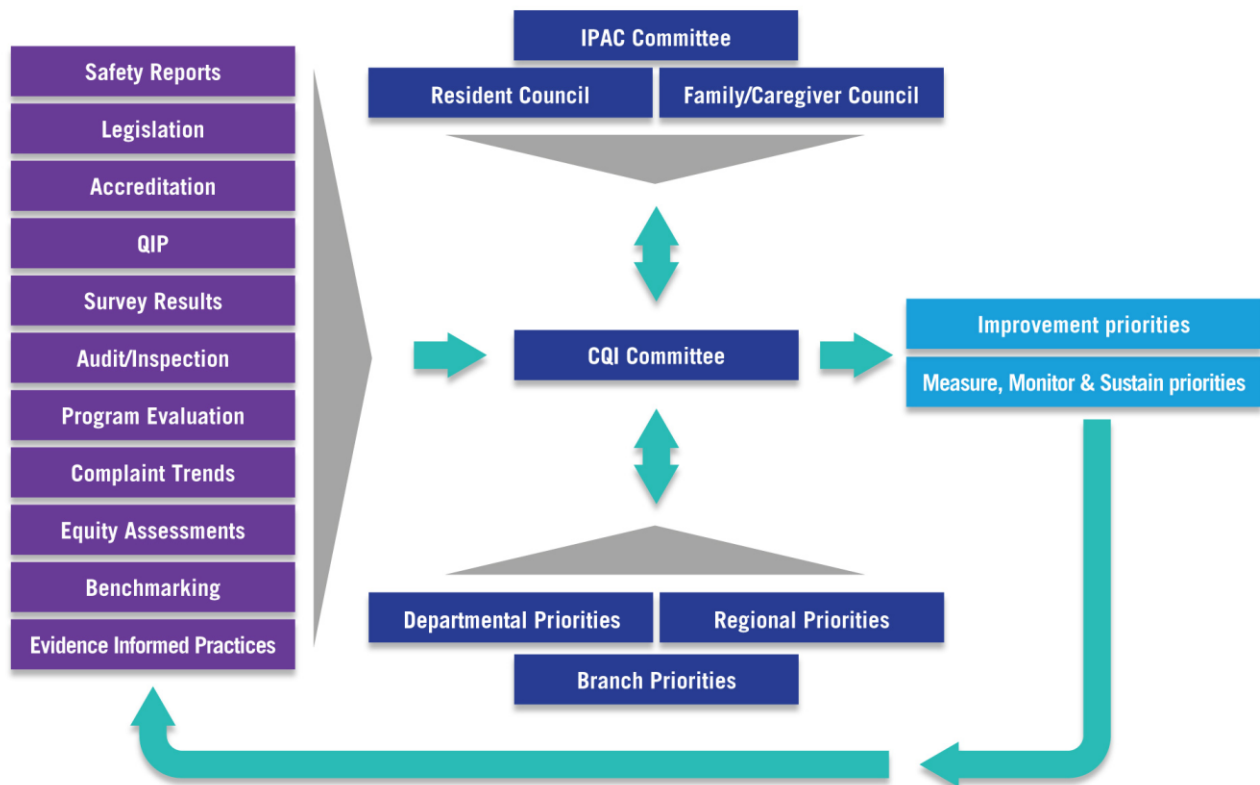 Safety Reports
Legislation
Accreditation
QIP
Survey Results
Audit/Inspection
Program Evaluation
Complaint Trends
Equity Assessments
Benchmarking
Evidence Informed Practices
IPAC Committee
Resident Council
Family/Caregiver Council
CQI Committee
Departmental Priorities
Regional Priorities
Branch Priorities
Improvement priorities
Measure, Monitor & Sustain priorities